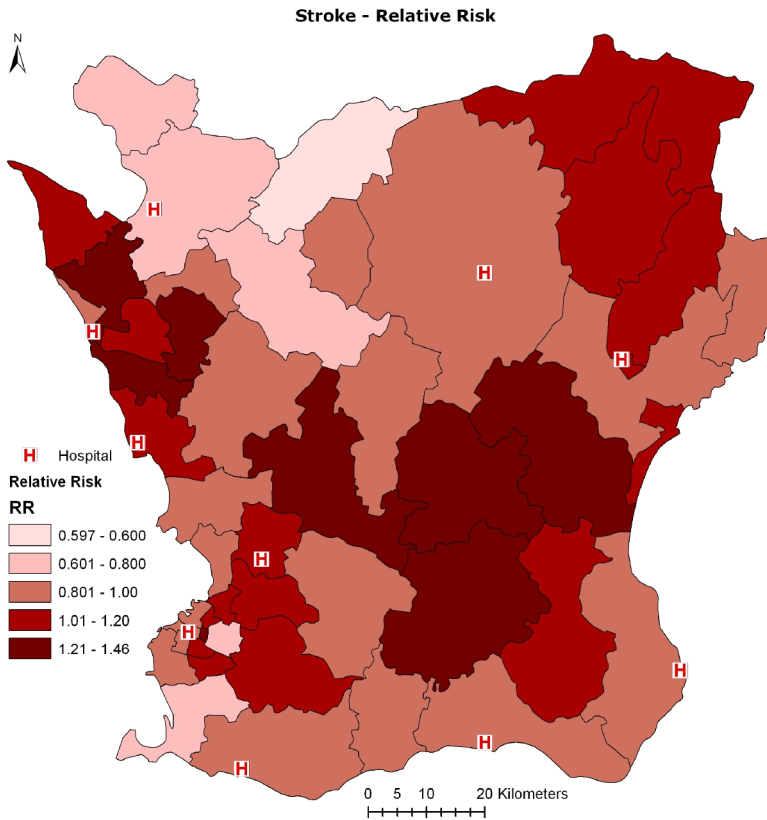 Stroke - Relative Risk
N
H
H
H
H
H
H Hospital
Relative Risk
RR
0.597 - 0.600
0.601 - 0.800
0.801 - 1.00
1.01 - 1.20
1.21 - 1.46
H
H
H
H
H
0 5 10 20 Kilometers